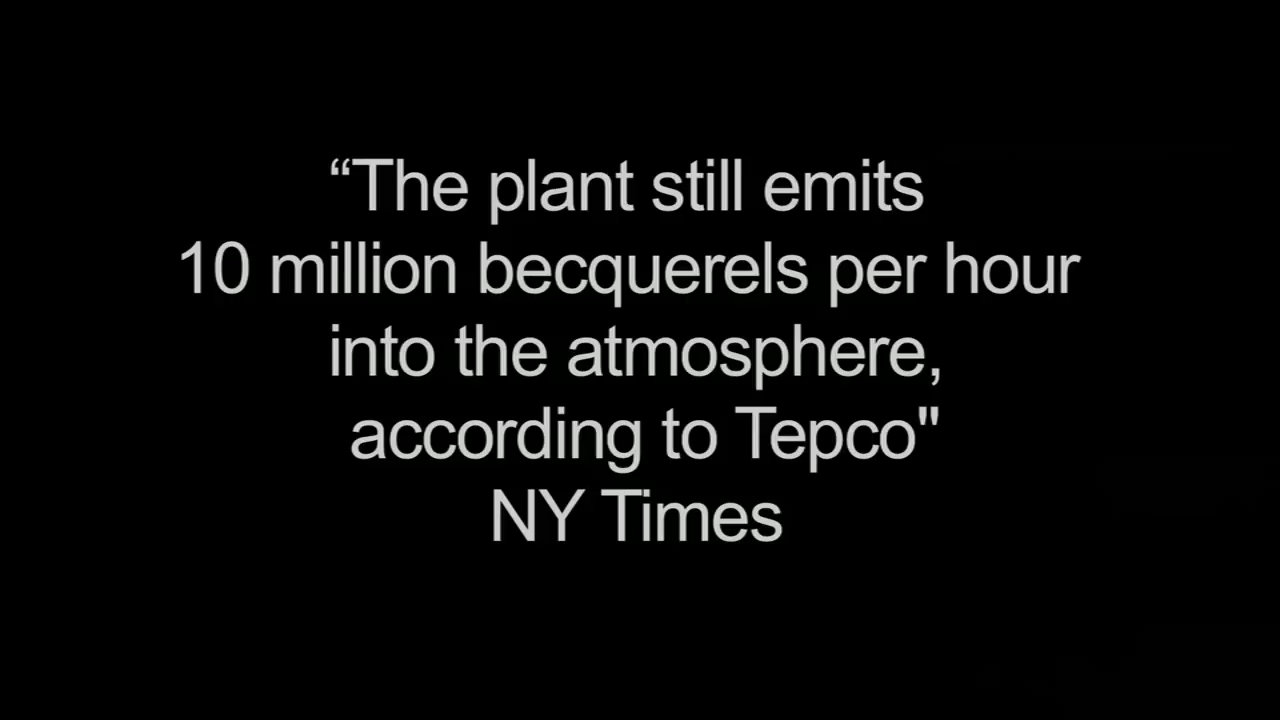 “The plant still emits
10 million becquerels per hour
into the atmosphere,
according to Tepco"
NY Times